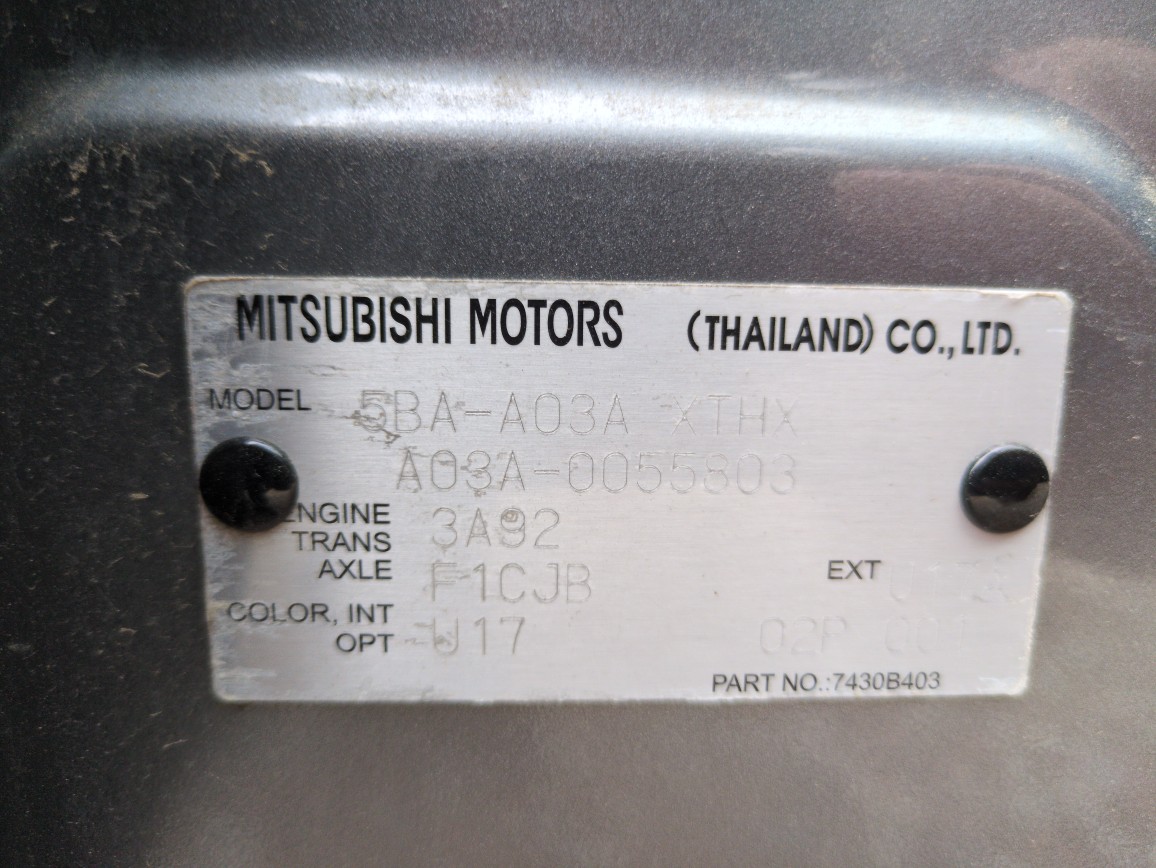 MITSUBISHI MOTORS (THAILAND) CO., LTD.
MODEL 5BA-A03A XTHX
A03A-0055803
ENGINE 3A92
TRANS
AXLE F1CJB EXT
COLOR, INT
OPT U17 02P
PART NO.:7430B403